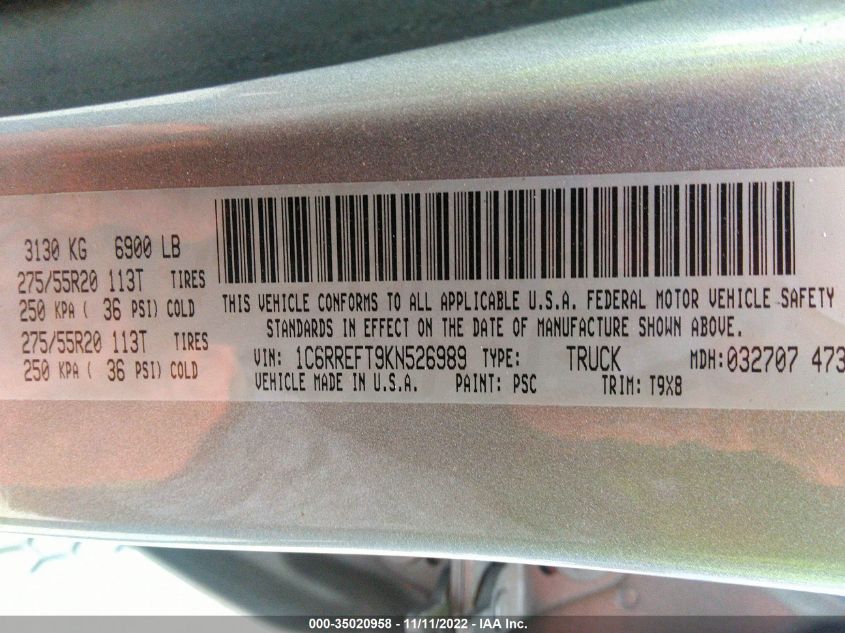 3130 KG 6900 LB
275/55R20 113T TIRES
250 KPA ( 36 PSI) COLD
275/55R20 113T TIRES
250 KPA ( 36 PSI) COLD
THIS VEHICLE CONFORMS TO ALL APPLICABLE U.S.A. FEDERAL MOTOR VEHICLE SAFETY
STANDARDS IN EFFECT ON THE DATE OF MANUFACTURE SHOWN ABOVE.
VIN: 1C6RREFT9KN526989 TYPE: TRUCK MDH:032707 473
VEHICLE MADE IN U.S.A. PAINT: PSC TRIM: T9X8
000-35020958 - 11/11/2022 - IAA Inc.